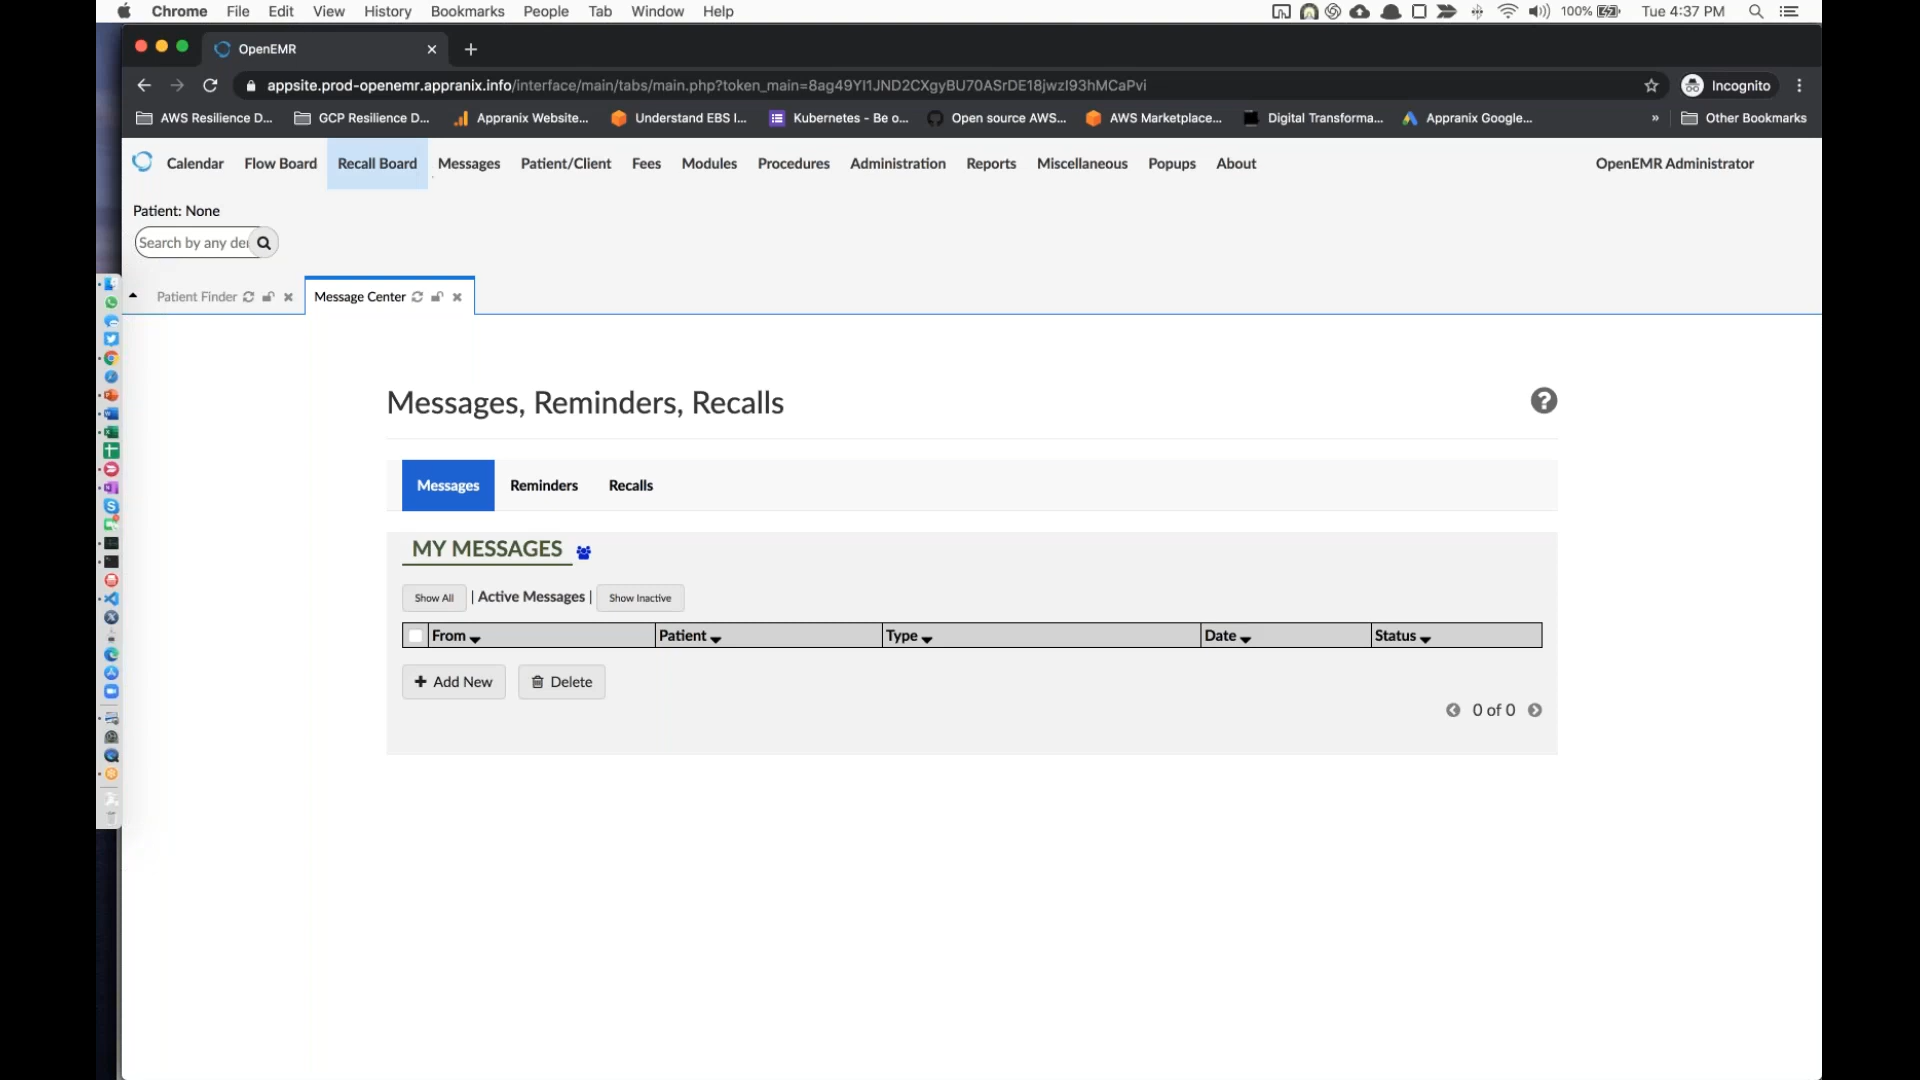 Chrome File Edit View History Bookmarks People Tab Window Help 100% Tue 4:37 PM
OpenEMR
appsite.prod-openemr.appranix.info/interface/main/tabs/main.php?token_main=8ag49YI1JND2CXgyBU70ASrDE18jwzI93hMCaPvi Incognito
AWS Resilience D... GCP Resilience D... Appranix Website... Understand EBS I... Kubernetes - Be o... Open source AWS... AWS Marketplace... Digital Transforma... Appranix Google... » Other Bookmarks
Calendar Flow Board Recall Board Messages Patient/Client Fees Modules Procedures Administration Reports Miscellaneous Popups About OpenEMR Administrator
Patient: None
Search by any de
Patient Finder Message Center
Messages, Reminders, Recalls
Messages Reminders Recalls
MY MESSAGES
Show All | Active Messages | Show Inactive
From Patient Type Date Status
+ Add New Delete
0 of 0